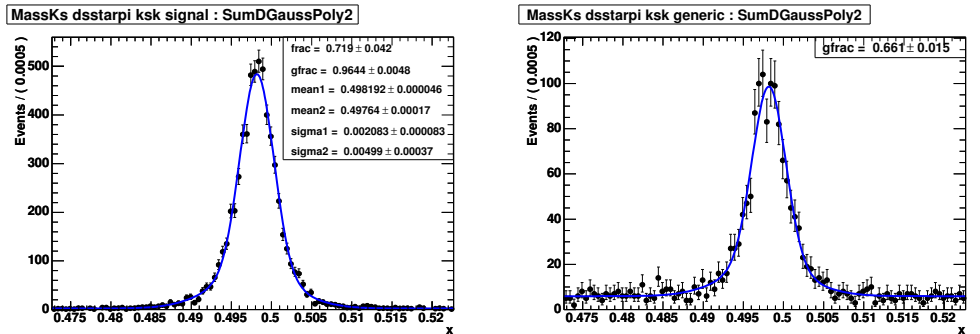 MassKs dsstarpi ksk signal : SumDGaussPoly2
Events / ( 0.0005 )
500
400
300
200
100
0
frac = 0.719 ± 0.042
gfrac = 0.9644 ± 0.0048
mean1 = 0.498192 ± 0.000046
mean2 = 0.49764 ± 0.00017
sigma1 = 0.002083 ± 0.000083
sigma2 = 0.00499 ± 0.00037
0.475 0.48 0.485 0.49 0.495 0.5 0.505 0.51 0.515 0.52
x
MassKs dsstarpi ksk generic : SumDGaussPoly2
Events / ( 0.0005 )
120
100
80
60
40
20
0
gfrac = 0.661 ± 0.015
0.475 0.48 0.485 0.49 0.495 0.5 0.505 0.51 0.515 0.52
x